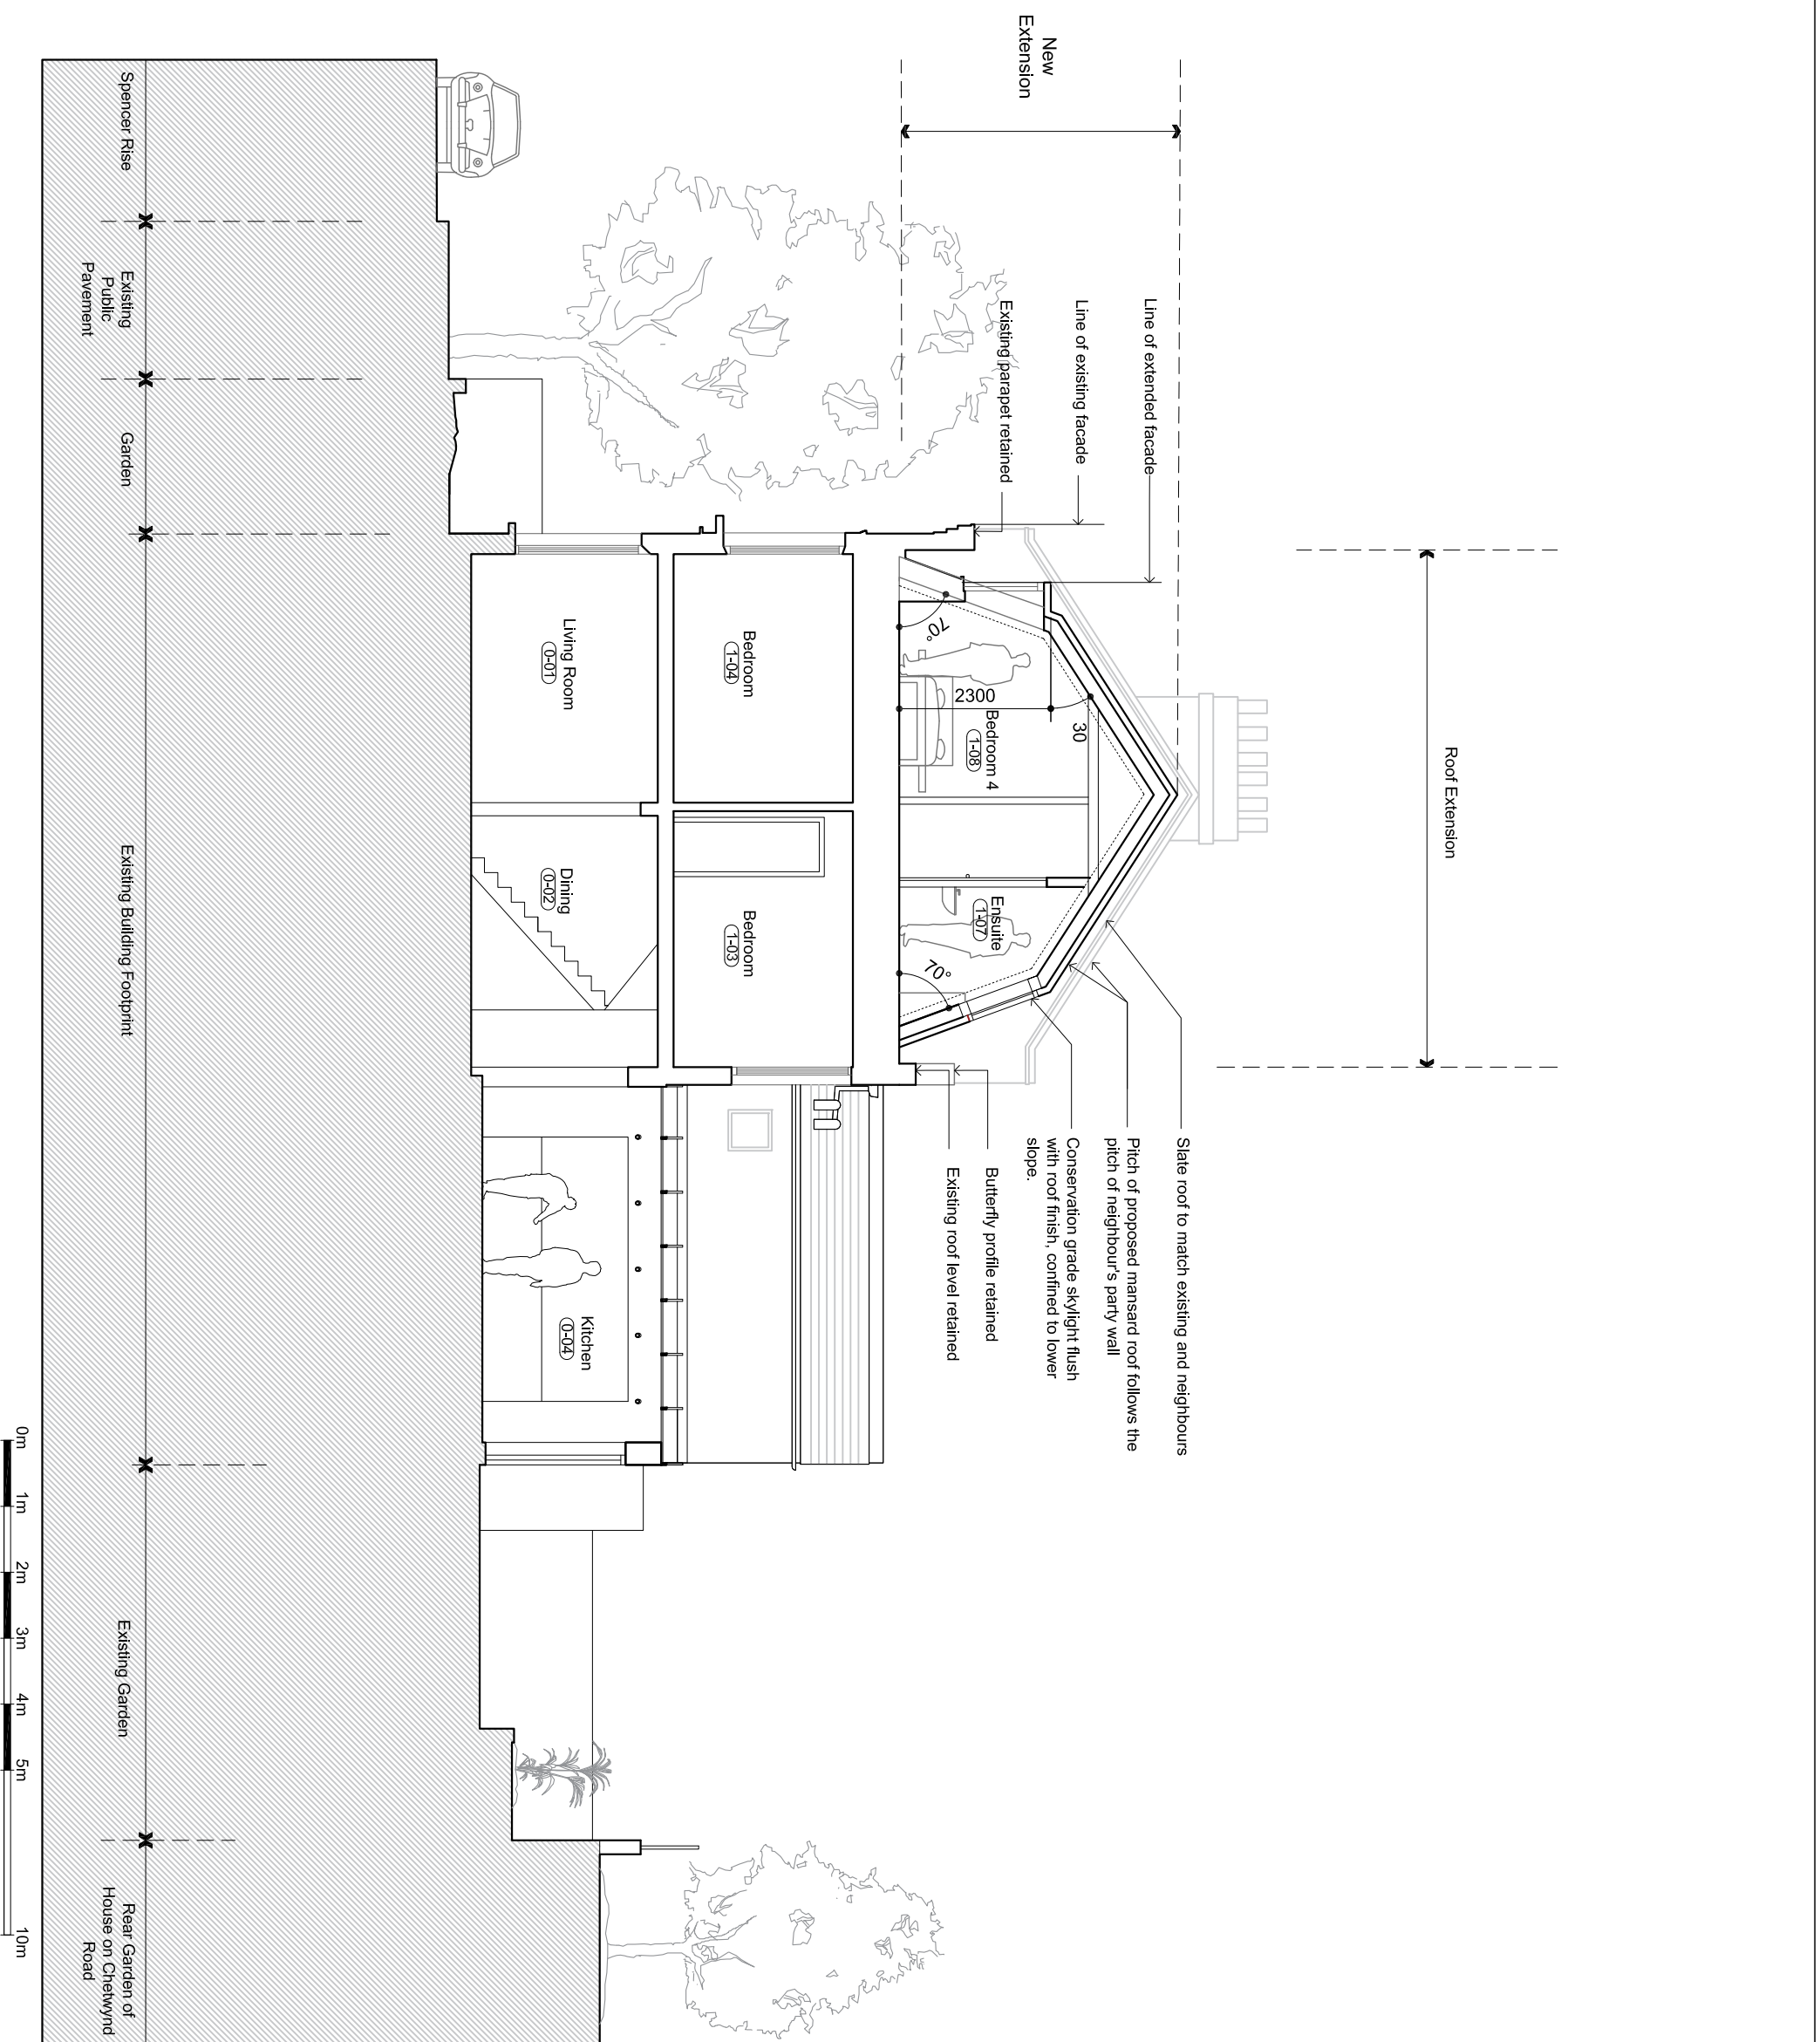 Roof Extension
New
Extension
Line of extended facade
Line of existing facade
Existing parapet retained
Slate roof to match existing and neighbours
Pitch of proposed mansard roof follows the
pitch of neighbour's party wall
Conservation grade skylight flush
with roof finish, confined to lower
slope.
Butterfly profile retained
Existing roof level retained
70°
2300
30
Bedroom 4
1-08
Ensuite
1-07
70°
Bedroom
1-04
Bedroom
1-03
Living Room
0-01
Dining
0-02
Kitchen
0-04
Spencer Rise
Existing
Public
Pavement
Garden
Existing Building Footprint
Existing Garden
Rear Garden of
House on Chetwynd
Road
0m
1m
2m
3m
4m
5m
10m